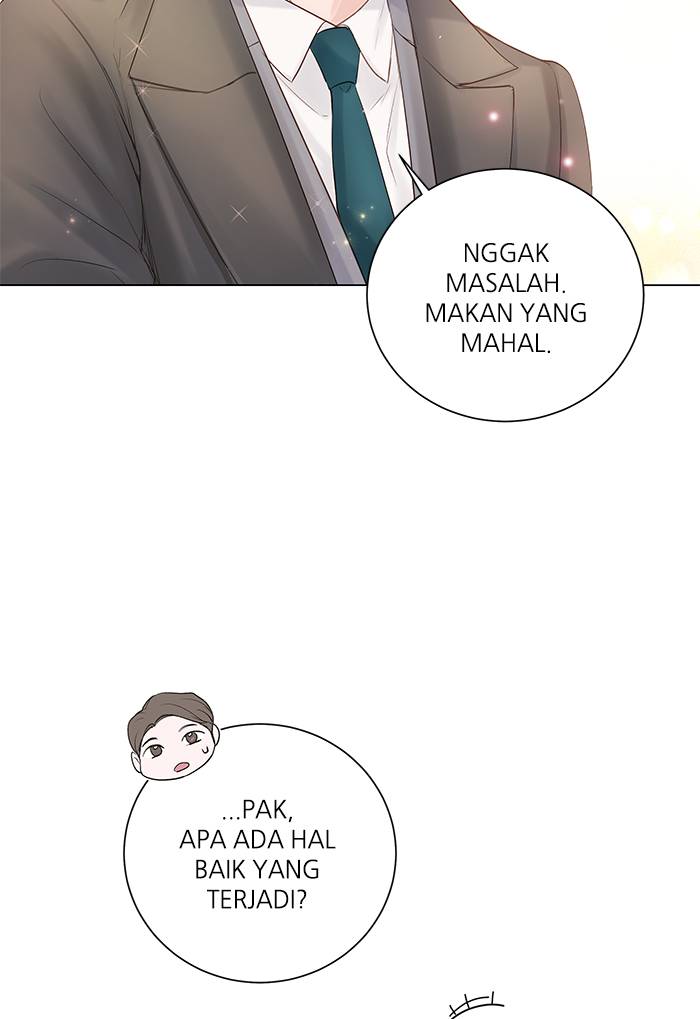 NGGAK
MASALAH.
MAKAN YANG
MAHAL.
...PAK,
APA ADA HAL
BAIK YANG
TERJADI?